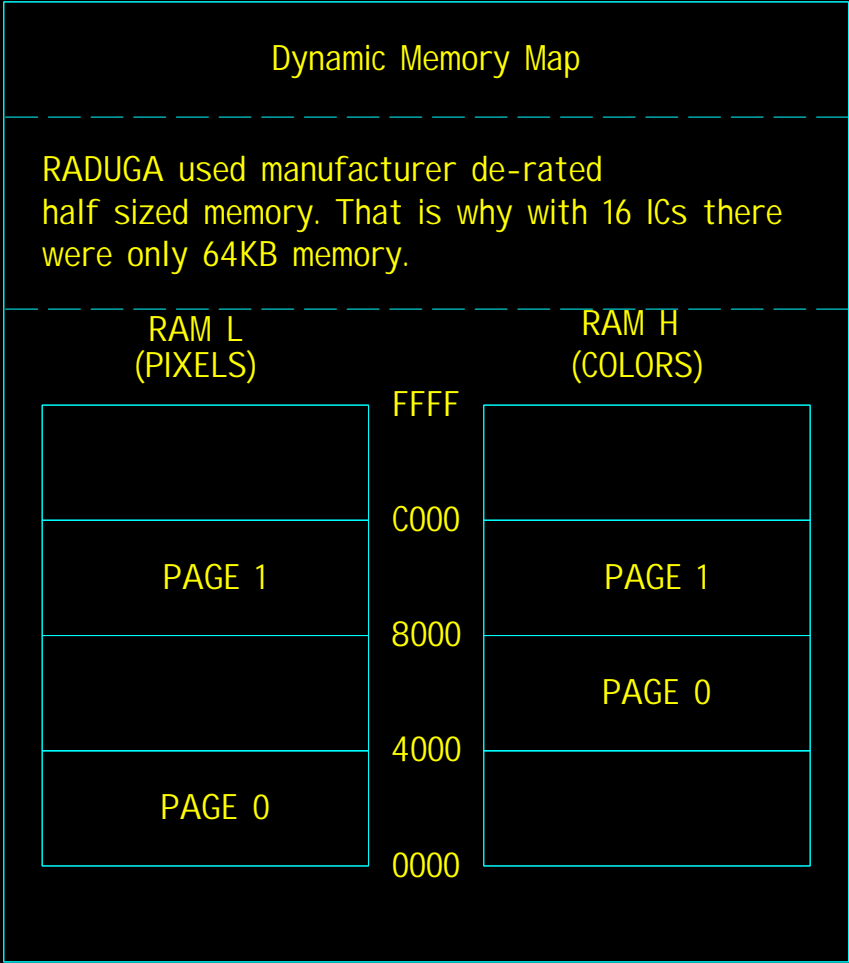 Dynamic Memory Map
RADUGA used manufacturer de-rated
half sized memory. That is why with 16 ICs there
were only 64KB memory.
RAM L
(PIXELS)
RAM H
(COLORS)
FFFF
C000
PAGE 1
PAGE 1
8000
PAGE 0
4000
PAGE 0
0000